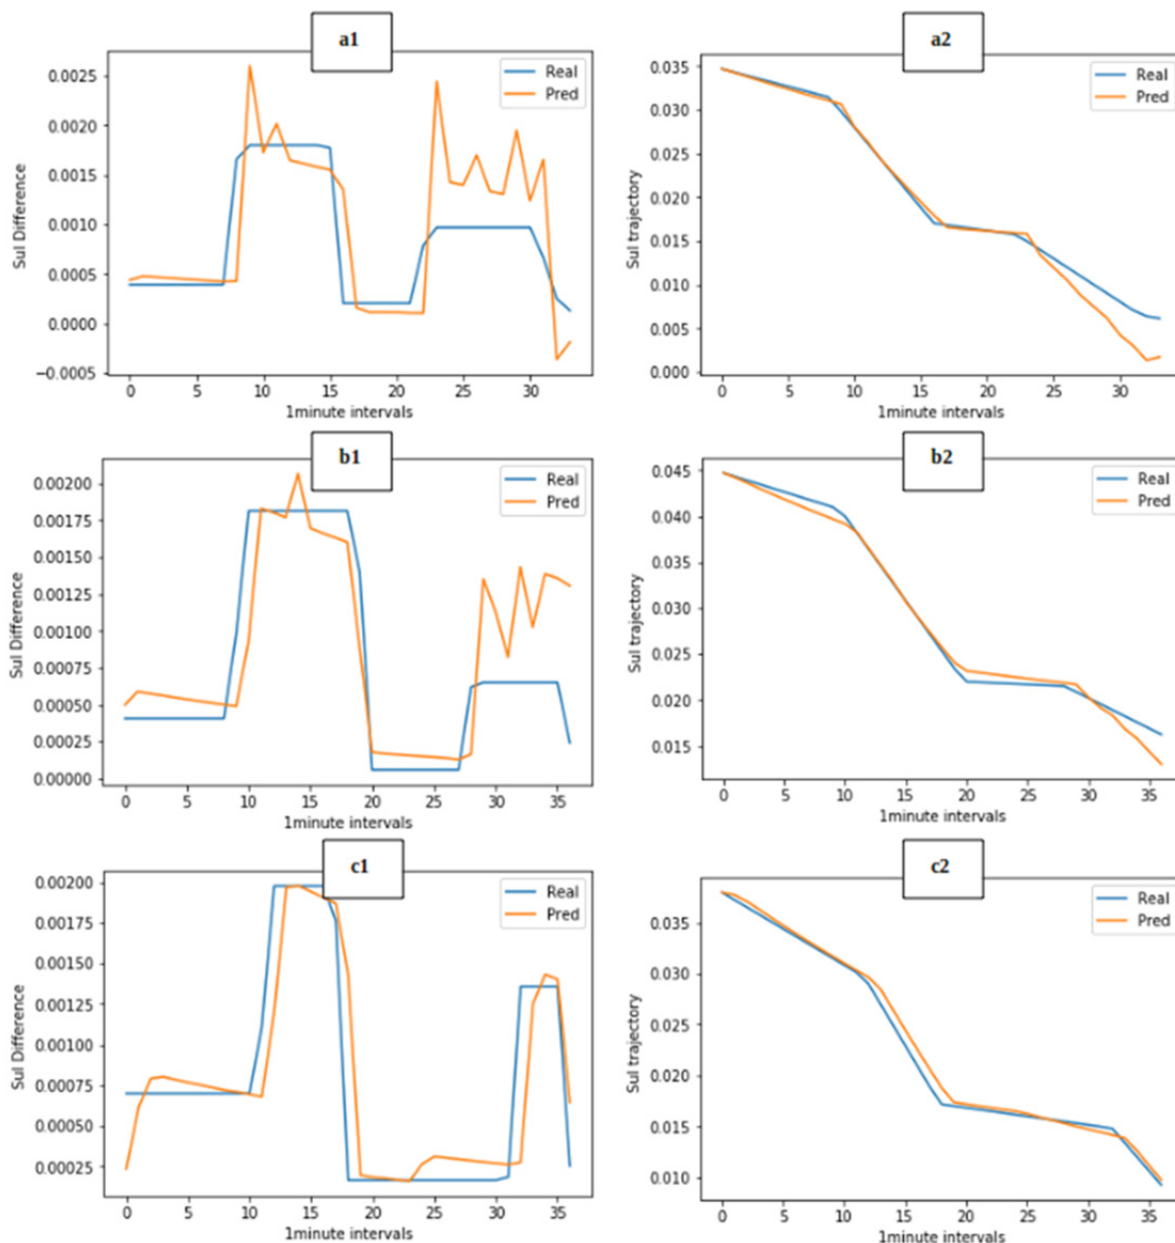 a1
Real
Pred
Sul Difference
0.0025
0.0020
0.0015
0.0010
0.0005
0.0000
−0.0005
0 5 10 15 20 25 30
1minute intervals
a2
Real
Pred
Sul trajectory
0.035
0.030
0.025
0.020
0.015
0.010
0.005
0.000
0 5 10 15 20 25 30
1minute intervals
b1
Real
Pred
Sul Difference
0.00200
0.00175
0.00150
0.00125
0.00100
0.00075
0.00050
0.00025
0.00000
0 5 10 15 20 25 30 35
1minute intervals
b2
Real
Pred
Sul trajectory
0.045
0.040
0.035
0.030
0.025
0.020
0.015
0 5 10 15 20 25 30 35
1minute intervals
c1
Real
Pred
Sul Difference
0.00200
0.00175
0.00150
0.00125
0.00100
0.00075
0.00050
0.00025
0 5 10 15 20 25 30 35
1minute intervals
c2
Real
Pred
Sul trajectory
0.035
0.030
0.025
0.020
0.015
0.010
0 5 10 15 20 25 30 35
1minute intervals